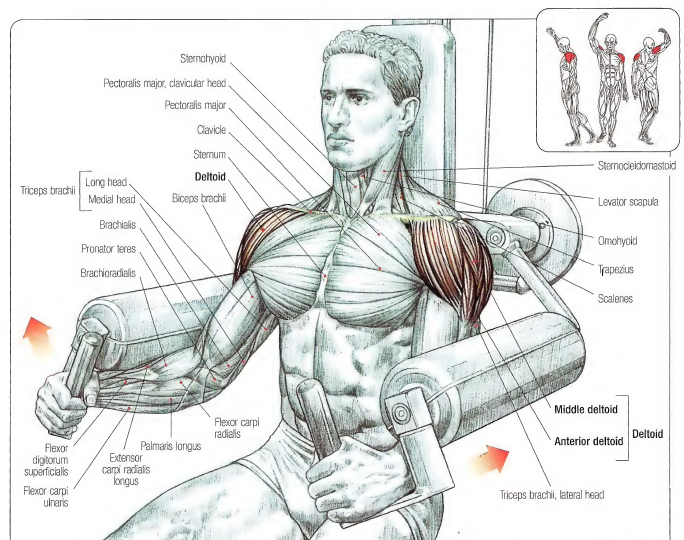 Sternohyoid
Pectoralis major, clavicular head
Pectoralis major
Clavicle
Sternum
Deltoid
Biceps brachii
Triceps brachii
Long head
Medial head
Brachialis
Pronator teres
Brachioradialis
Sternocleidomastoid
Levator scapula
Omohyoid
Trapezius
Scalenes
Flexor
digitorum
superficialis
Flexor carpi
ulnaris
Extensor
carpi radialis
longus
Palmaris longus
Flexor carpi
radialis
Middle deltoid
Anterior deltoid
Deltoid
Triceps brachii, lateral head